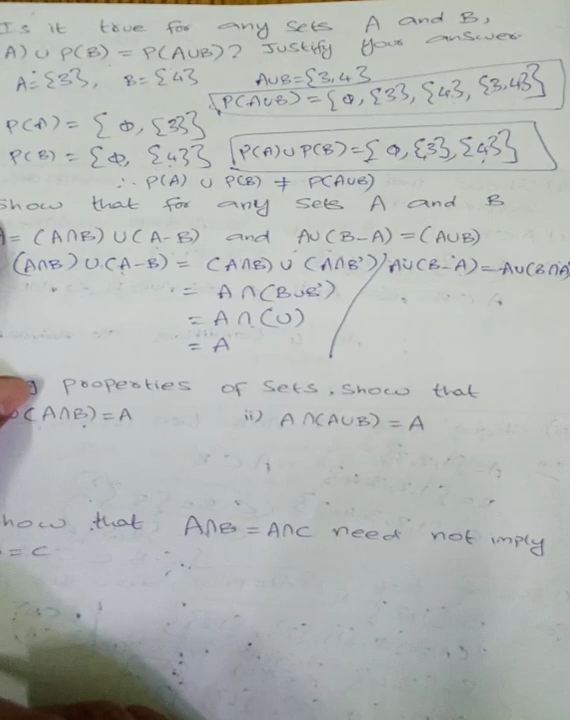 Is it true for any sets A and B,
A) ∪ P(B) = P(A∪B)? Justify your answer
A = {3}, B = {4} A∪B = {3,4}
P(A∪B) = {Φ, {3}, {4}, {3,4}}
P(A) = {Φ, {3}}
P(B) = {Φ, {4}} P(A) ∪ P(B) = {Φ, {3}, {4}}
∴ P(A) ∪ P(B) ≠ P(A∪B)
Show that for any sets A and B
A = (A∩B) ∪ (A-B) and A∪(B-A) = (A∪B)
(A∩B) ∪ (A-B) = (A∩B) ∪ (A∩B') A∪(B-A) = A∪(B∩A
= A∩(B∪B')
= A∩(U)
= A
g properties of sets, show that
∪(A∩B) = A ii) A∩(A∪B) = A
how that A∩B = A∩C need not imply
= C